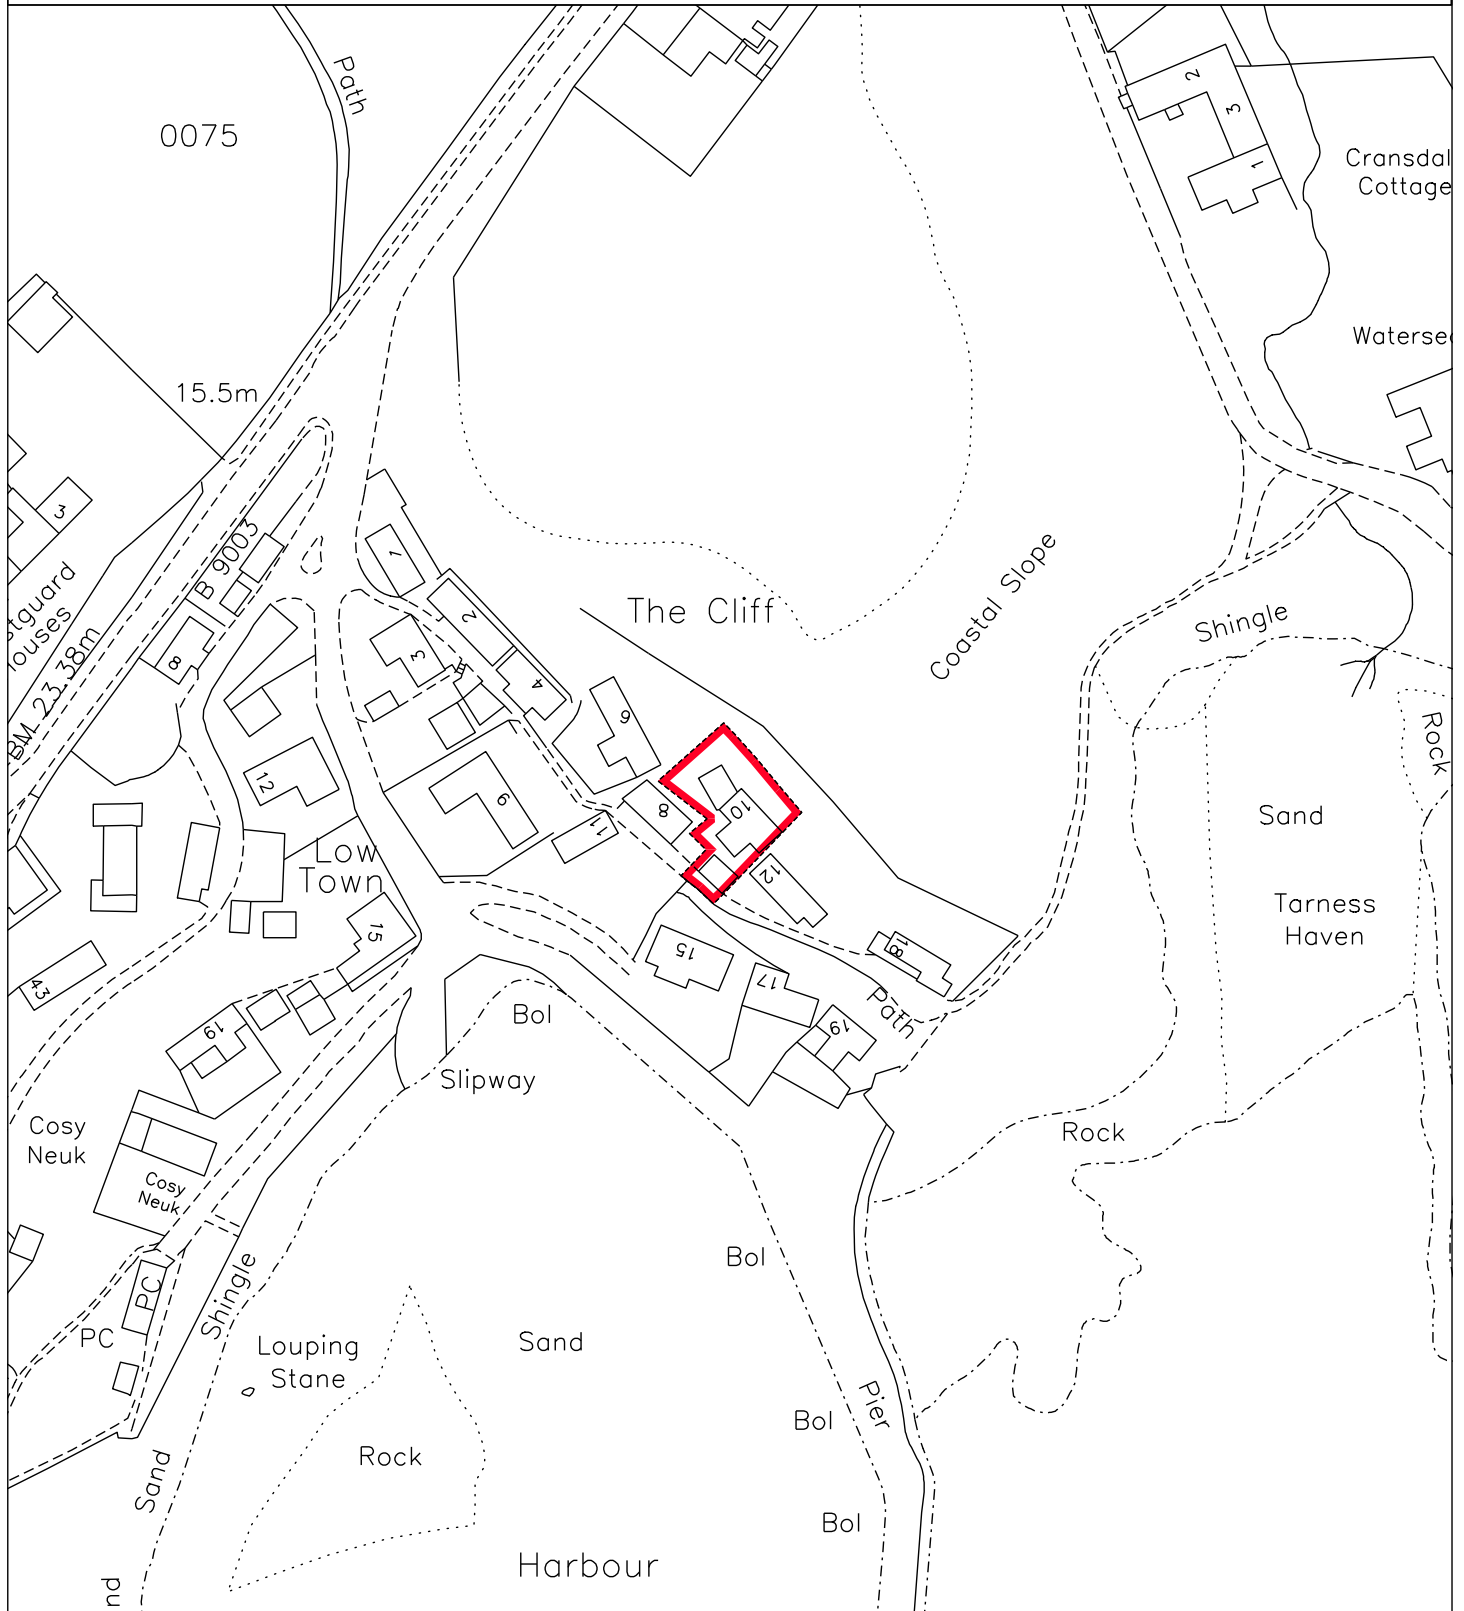 Path
0075
2
3
1
Cransdal
Cottage
15.5m
Waterse
3
B 9003
1
2
The Cliff
Coastal Slope
Shingle
stguard
ouses
BM 23.38m
8
3
4
6
Rock
12
9
8
10
11
Sand
Low
Town
12
Tarness
Haven
15
15
18
43
17
Path
19
19
Bol
Slipway
Cosy
Neuk
Rock
Cosy
Neuk
Bol
Shingle
PC
PC
Louping
Stane
Sand
Pier
Bol
Rock
Sand
Bol
Harbour
nd